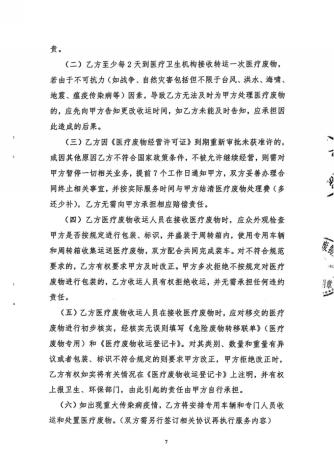 责。
（二）乙方至少每 2 天到医疗卫生机构接收转运一次医疗废物。
若由于不可抗力（如战争、自然灾害包括但不限于台风、洪水、海啸、
地震、瘟疫传染病等）因素，导致乙方无法及时为甲方处理医疗废物
的，应先向甲方告知更改收运时间，如乙方未能及时告知，应承担因
此造成的后果。
（三）乙方因《医疗废物经营许可证》到期重新审批未获准许的，
或因其他原因乙方不符合国家政策条件，不被允许继续经营，则需对
甲方暂停一切相关业务，提前 7 个工作日通知甲方，双方妥善办理合
同终止相关事宜，并按实际服务时间与甲方结清医疗废物处理费（多
还少补），乙方无需向甲方承担相应赔偿责任。
（四）乙方医疗废物收运人员在接收医疗废物时，应众外观检查
甲方是否按规定进行包装、标识，并盛装于周转箱内，使用专用车辆
和周转箱收集运送医疗废物，双方配合共同完成装车。对不符合规范
要求的，乙方有权要求甲方及时改正。甲方多次拒绝不按规定对医疗
废物进行包装的，乙方收运人员有权拒绝收运，并无需承担任何违约
责任。
（五）乙方医疗废物收运人员在接收医疗废物时，应对移交的医疗
废物进行初步核实，经核实无误则填写《危险废物转移联单》（医疗
废物专用）和《医疗废物收运登记卡》。对其类别、数量和重量有异
议或者包装、标识不符合规定的则要求甲方改正，甲方拒绝改正时，
乙方有权如实将有关情况在《医疗废物收运登记卡》上注明，并有权
上报卫生、环保部门，由此引起的责任由甲方自行承担。
（六）如出现重大传染病疫情，乙方将安排专用车辆和专门人员收
运和处置医疗废物。（双方需另行签订相关协议再执行服务内容）
7